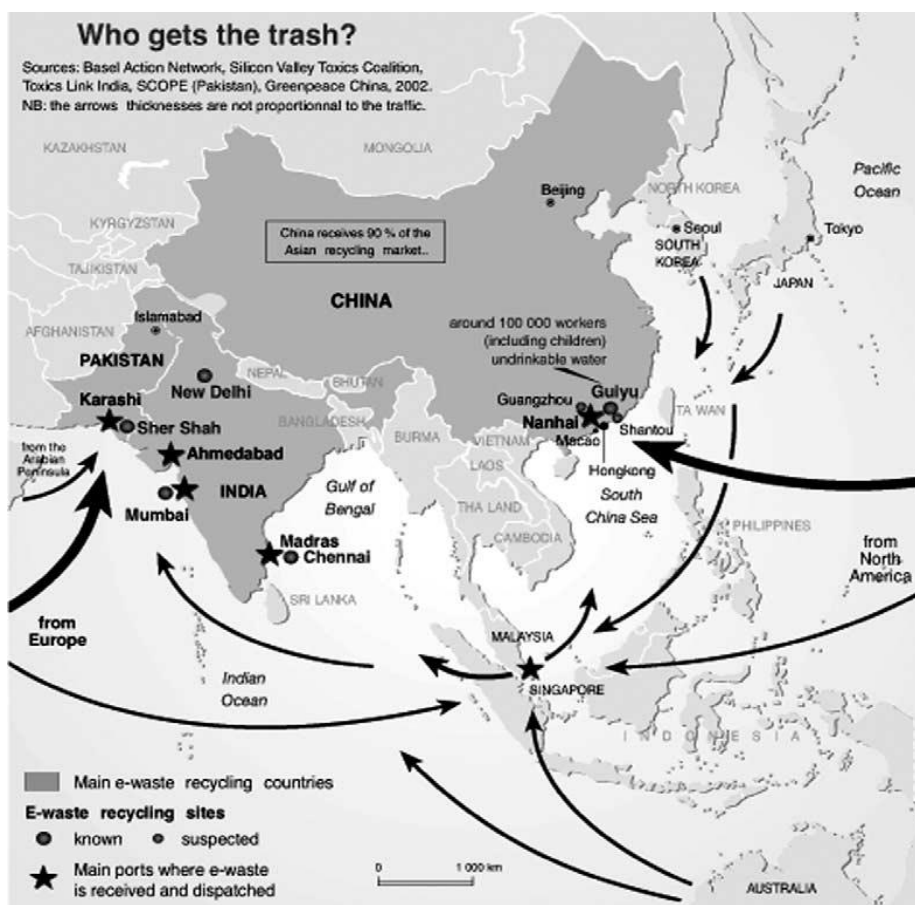 Who gets the trash?
Sources: Basel Action Network, Silicon Valley Toxics Coalition,
Toxics Link India, SCOPE (Pakistan), Greenpeace China, 2002.
NB: the arrows thicknesses are not proportionnal to the traffic.
KAZAKHSTAN
MONGOLIA
Pacific
Ocean
Beijing
NORTH KOREA
KYRGYZSTAN
Seoul
Tokyo
China receives 90 % of the
Asian recycling market..
SOUTH
KOREA
TAJIKISTAN
JAPAN
CHINA
Islamabad
AFGHANISTAN
around 100 000 workers
(including children)
undrinkable water
PAKISTAN
NEPAL
BHUTAN
New Delhi
Karashi
Guangzhou
Guiyu
TA WAN
Sher Shah
BANGLADESH
Nanhai
Shantou
BURMA
VIETNAM
Macao
from the
Arabian
Peninsula
Ahmedabad
LAOS
Hongkong
INDIA
Gulf of
Bengal
South
China Sea
Mumbai
THA LAND
PHILIPPINES
CAMBODIA
Madras
Chennai
from
North
America
SRI LANKA
from
Europe
MALAYSIA
Indian
Ocean
SINGAPORE
INDONESIA
Main e-waste recycling countries
E-waste recycling sites
known
suspected
Main ports where e-waste
is received and dispatched
0
1 000 km
AUSTRALIA